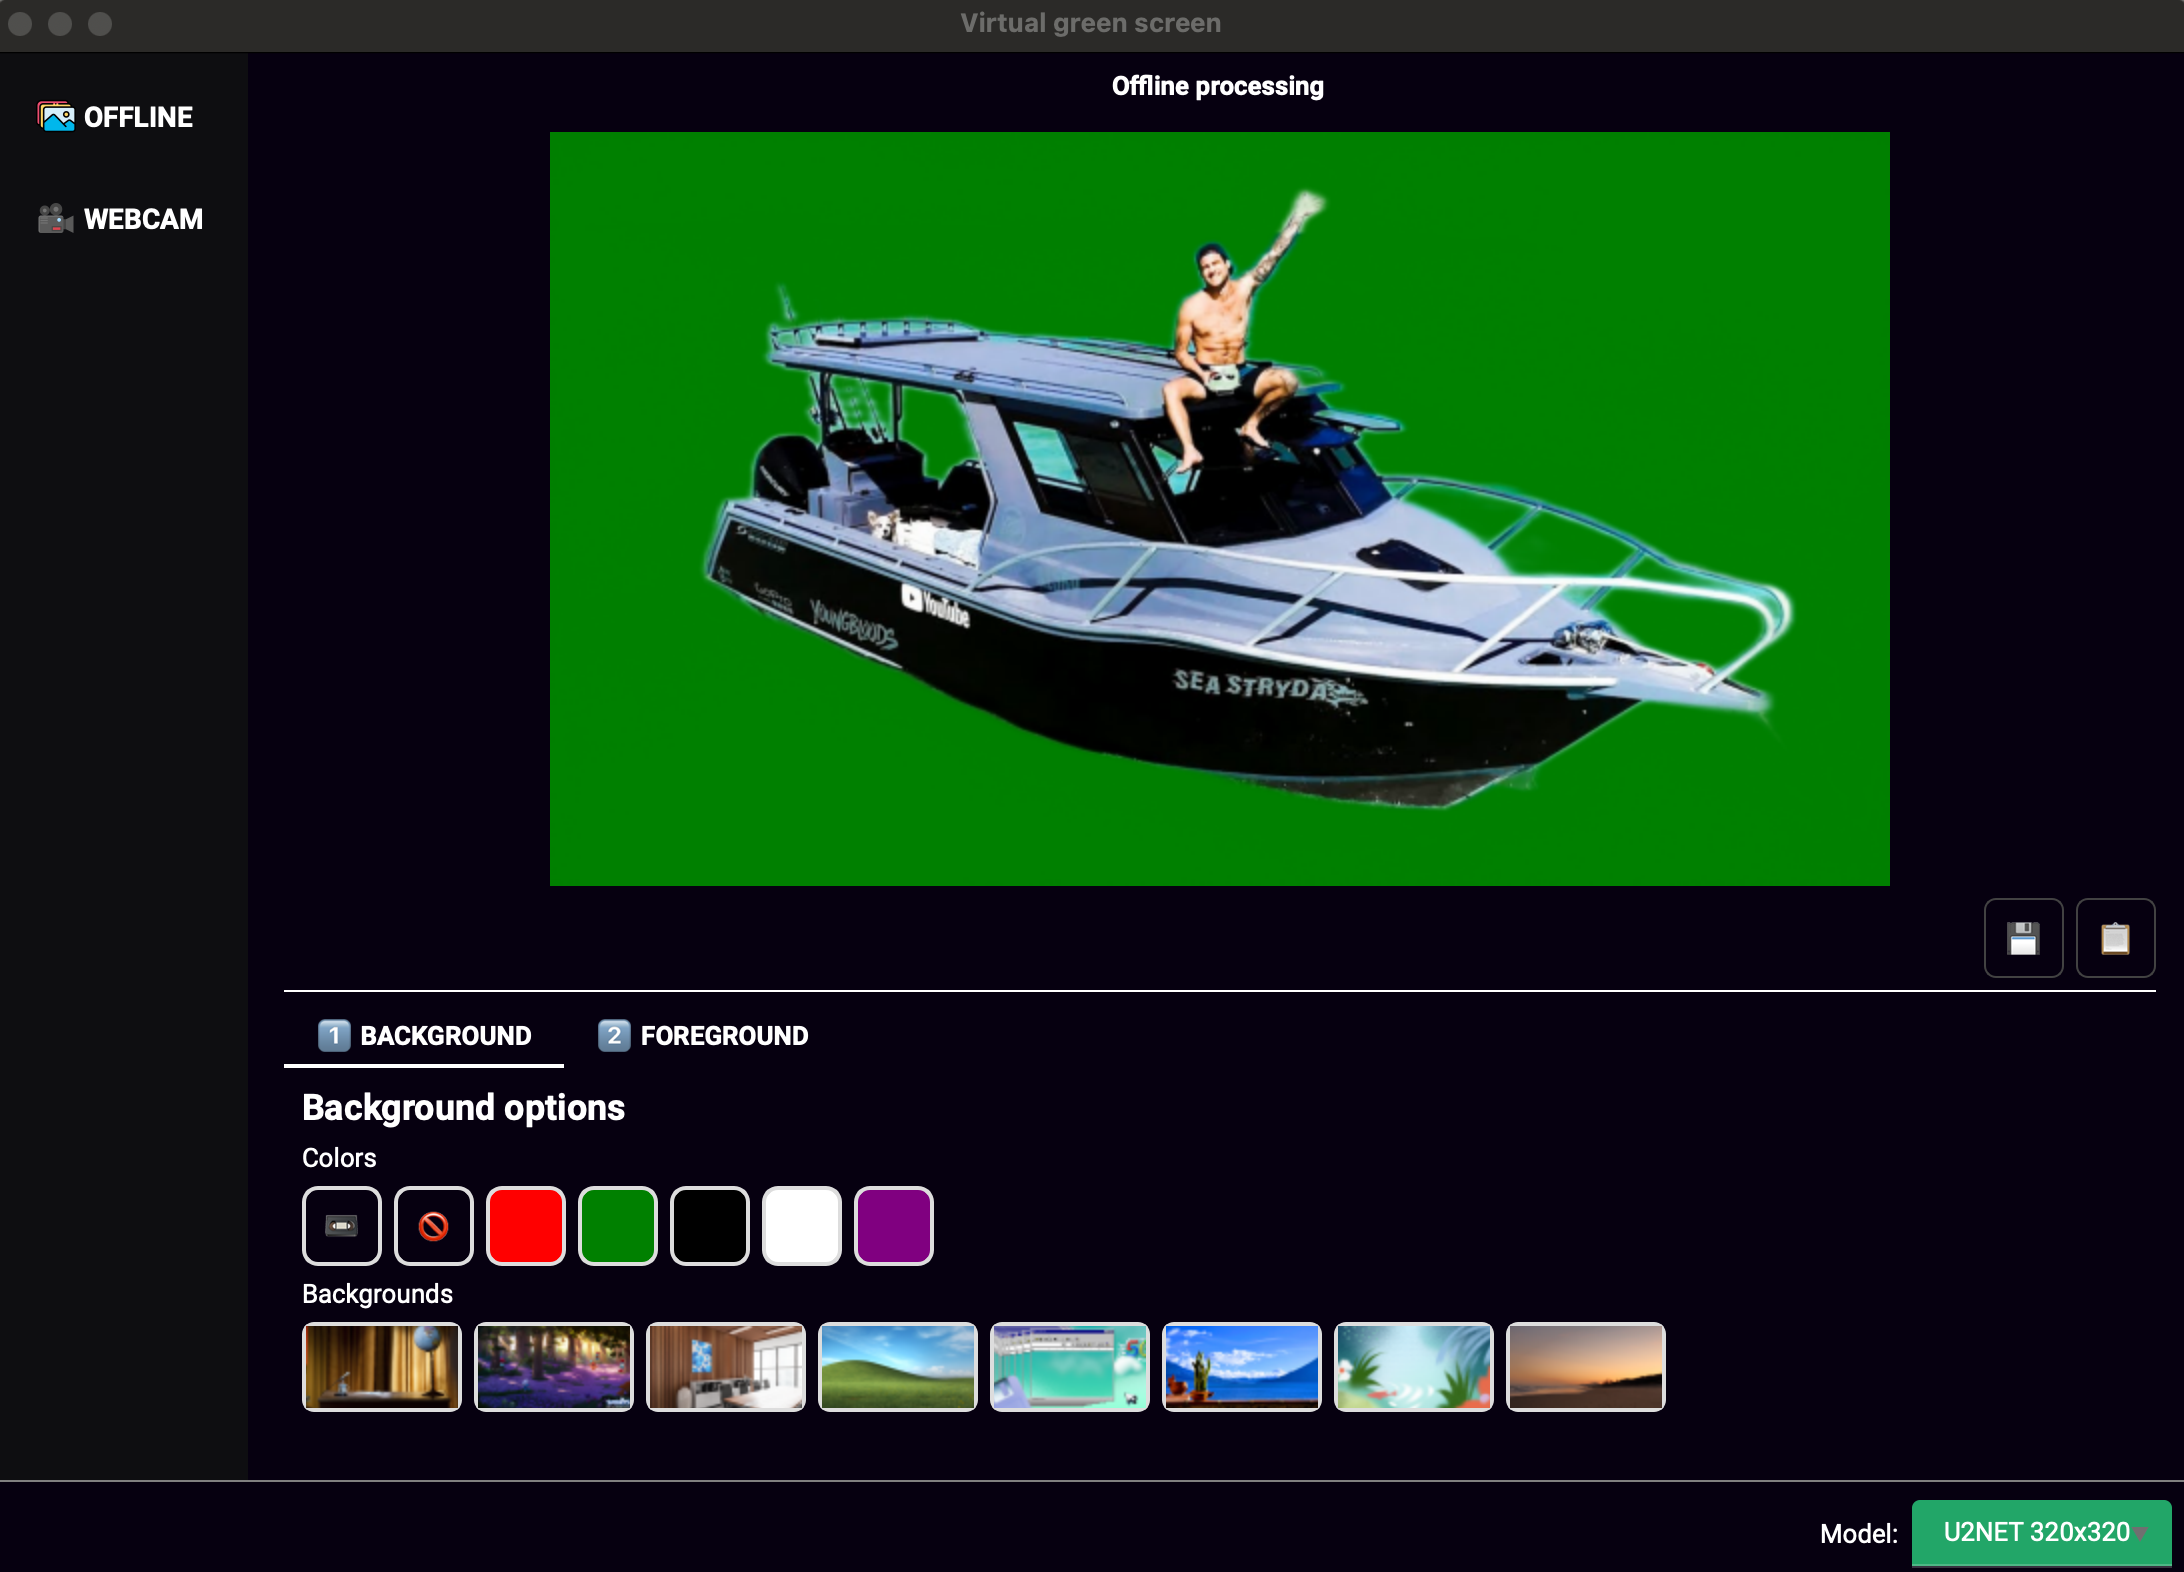 Virtual green screen
OFFLINE
WEBCAM
Offline processing
YouTube
YOUNGBLOODS
SEA STRYDA
1 BACKGROUND
2 FOREGROUND
Background options
Colors
Backgrounds
Model:
U2NET 320x320